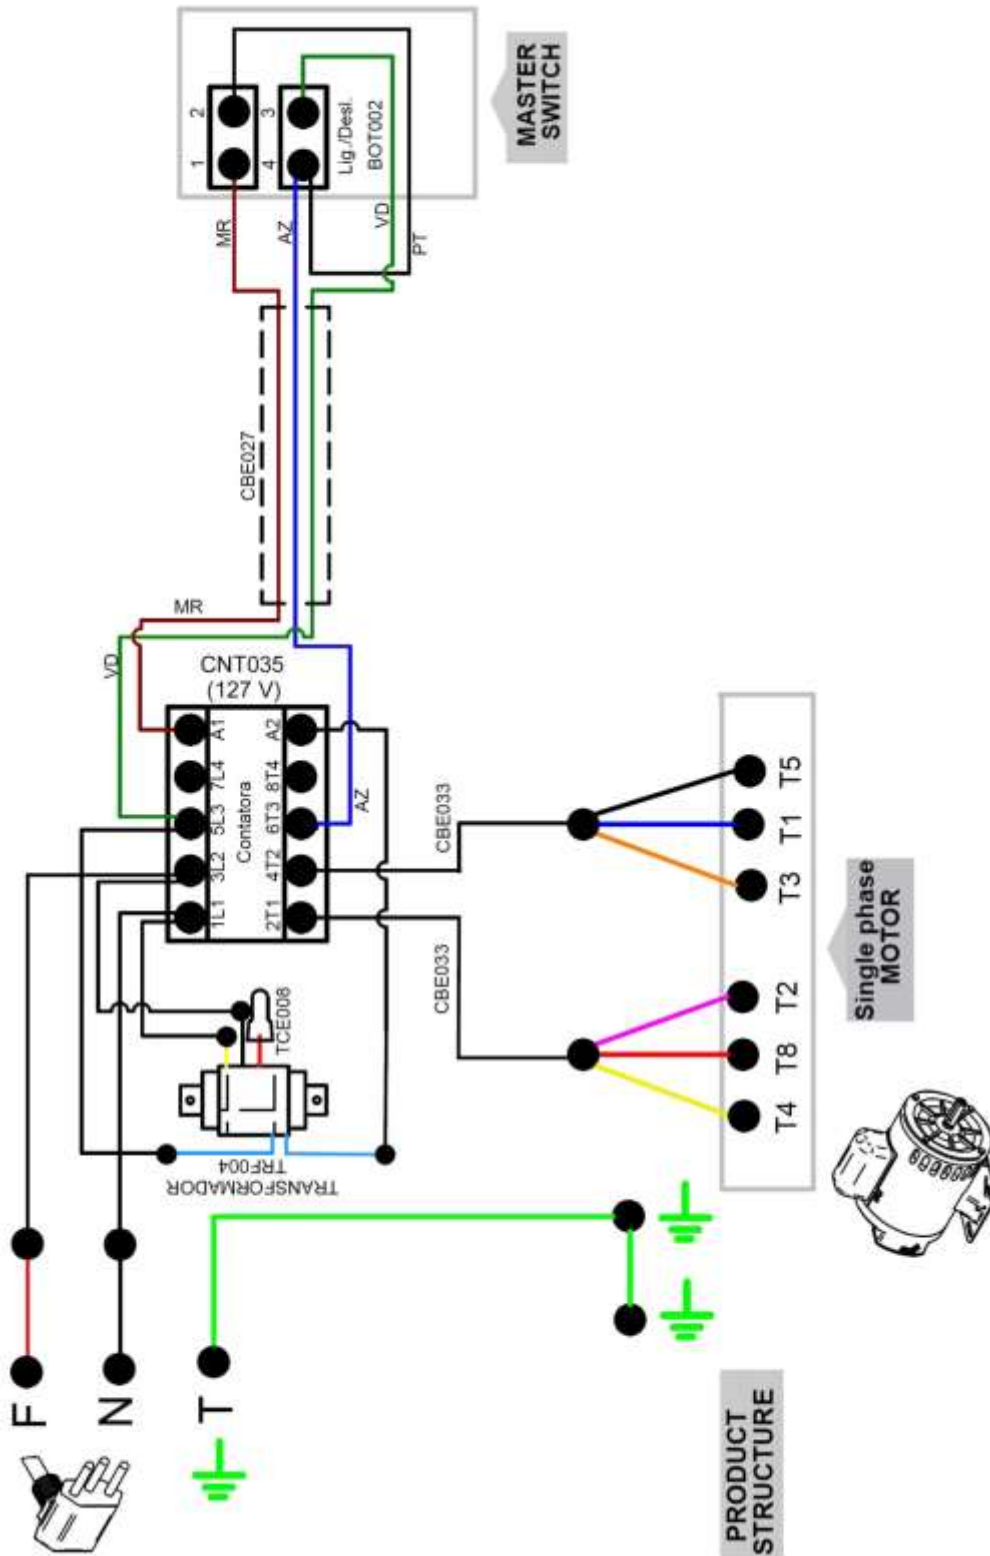 2
1
3
4
Lig./Desl.
BOT002
MASTER
SWITCH
MR
AZ
VD
PT
CBE027
MR
VD
CNT035
(127 V)
A1
7L4
5L3
3L2
1L1
Contatora
A2
8T4
6T3
4T2
2T1
AZ
CBE033
CBE033
T5
T1
T3
T2
T8
T4
Single phase
MOTOR
TCE008
TRANSFORMADOR
TRF004
F
N
T
PRODUCT
STRUCTURE